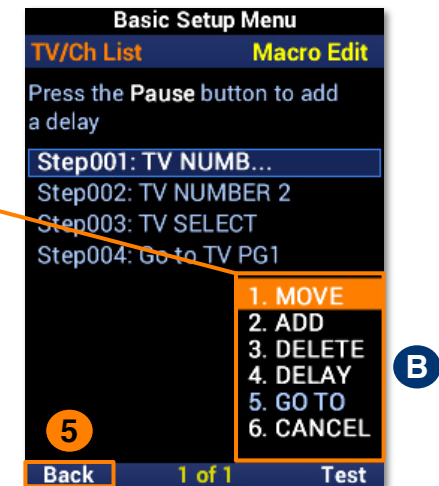 Basic Setup Menu
TV/Ch List Macro Edit
Press the Pause button to add
a delay
Step001: TV NUMB...
Step002: TV NUMBER 2
Step003: TV SELECT
Step004: Go to TV PG1
1. MOVE
2. ADD
3. DELETE
4. DELAY
5. GO TO
6. CANCEL
B
5
Back 1 of 1 Test